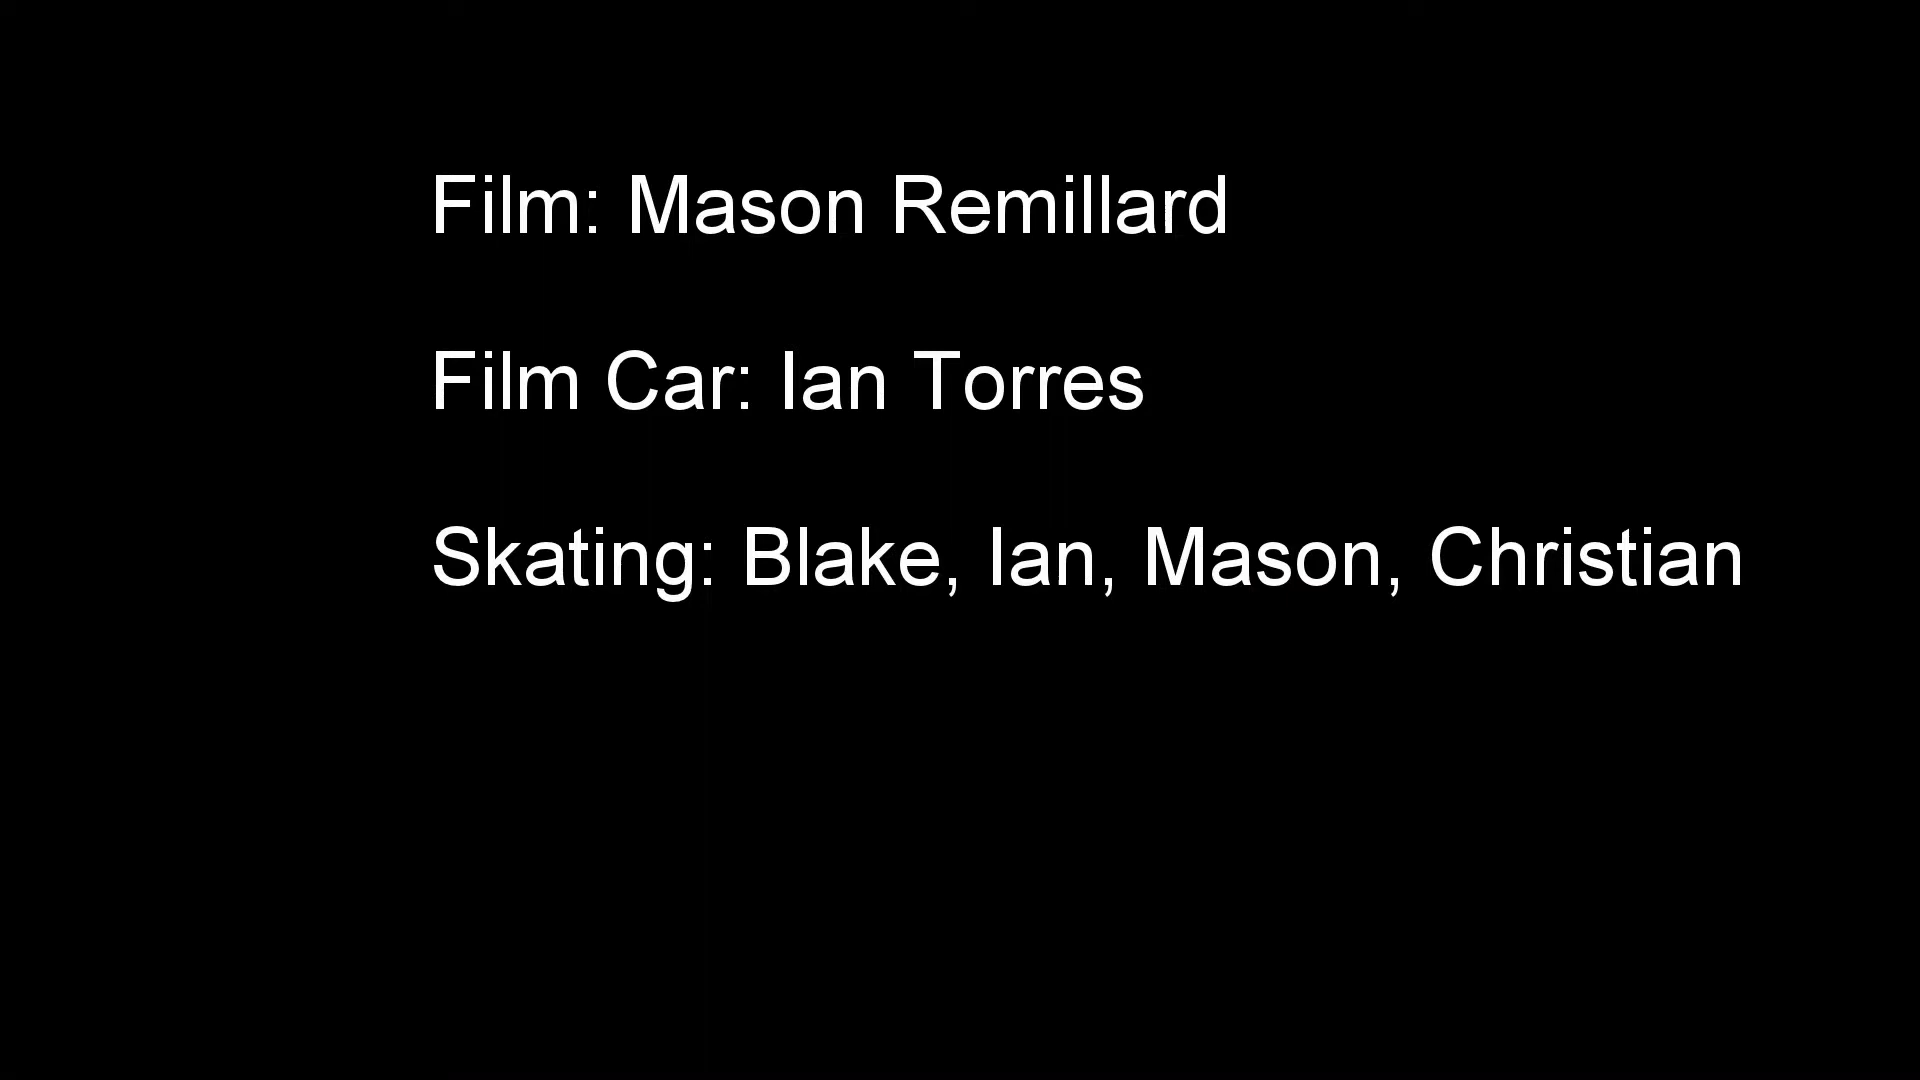 Film: Mason Remillard
Film Car: Ian Torres
Skating: Blake, Ian, Mason, Christian